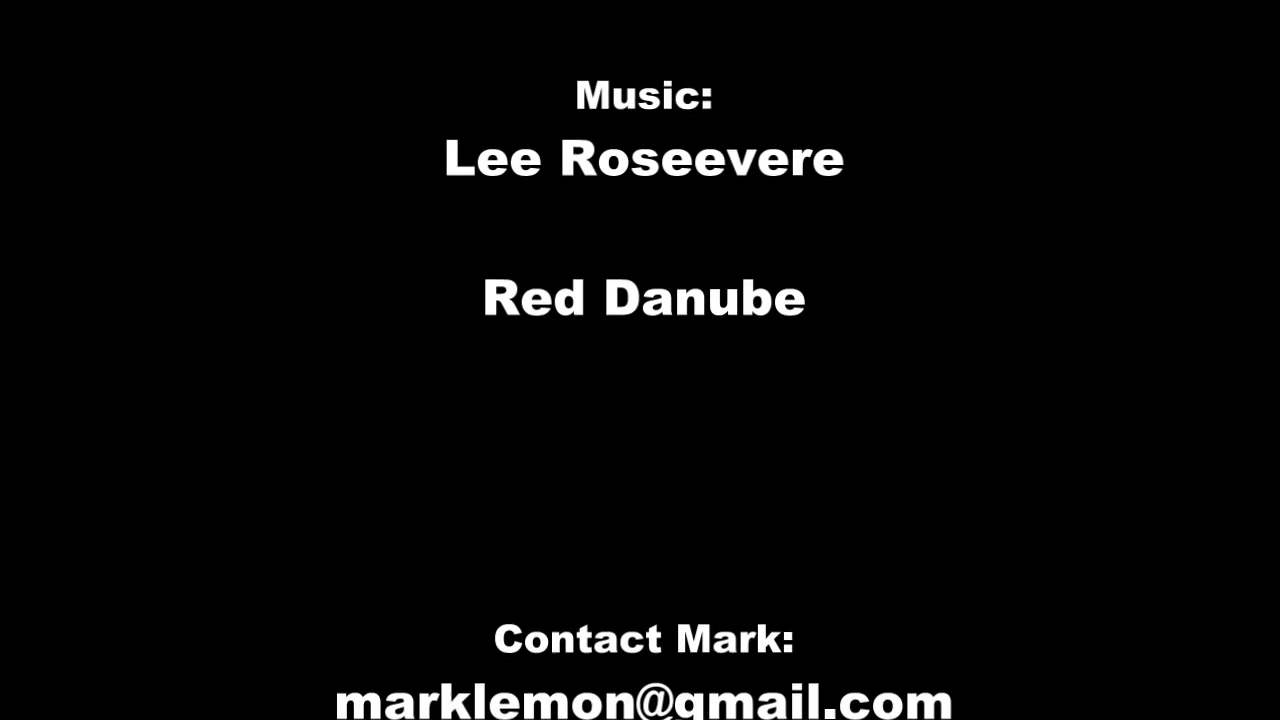 Music:
Lee Roseevere
Red Danube
Contact Mark:
marklemon@gmail.com